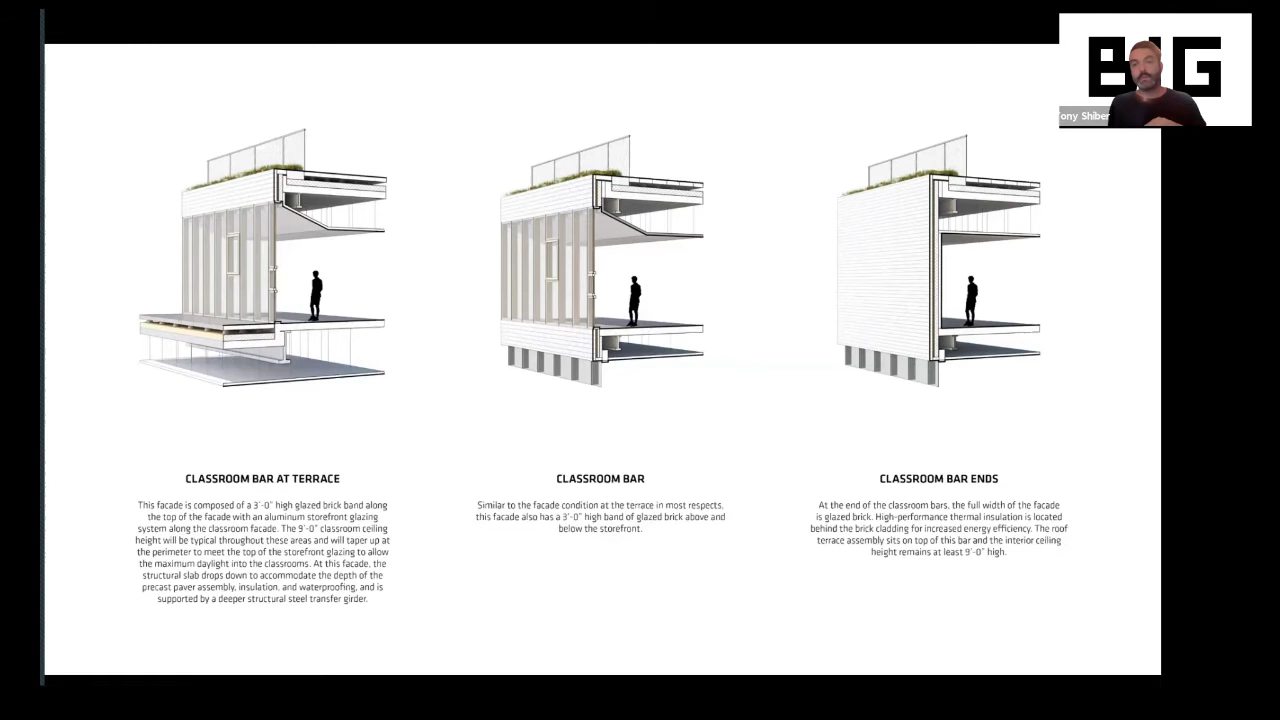 BIG
Tony Shiber
CLASSROOM BAR AT TERRACE
This facade is composed of a 3'-0" high glazed brick band along
the top of the facade with an aluminum storefront glazing
system along the classroom facade. The 9'-0" classroom ceiling
height will be typical throughout these areas and will taper up at
the perimeter to meet the top of the storefront glazing to allow
the maximum daylight into the classrooms. At this facade, the
structural slab drops down to accommodate the depth of the
precast paver assembly, insulation, and waterproofing, and is
supported by a deeper structural steel transfer girder.
CLASSROOM BAR
Similar to the facade condition at the terrace in most respects,
this facade also has a 3'-0" high band of glazed brick above and
below the storefront.
CLASSROOM BAR ENDS
At the end of the classroom bars, the full width of the facade
is glazed brick. High-performance thermal insulation is located
behind the brick cladding for increased energy efficiency. The roof
terrace assembly sits on top of this bar and the interior ceiling
height remains at least 9'-0" high.